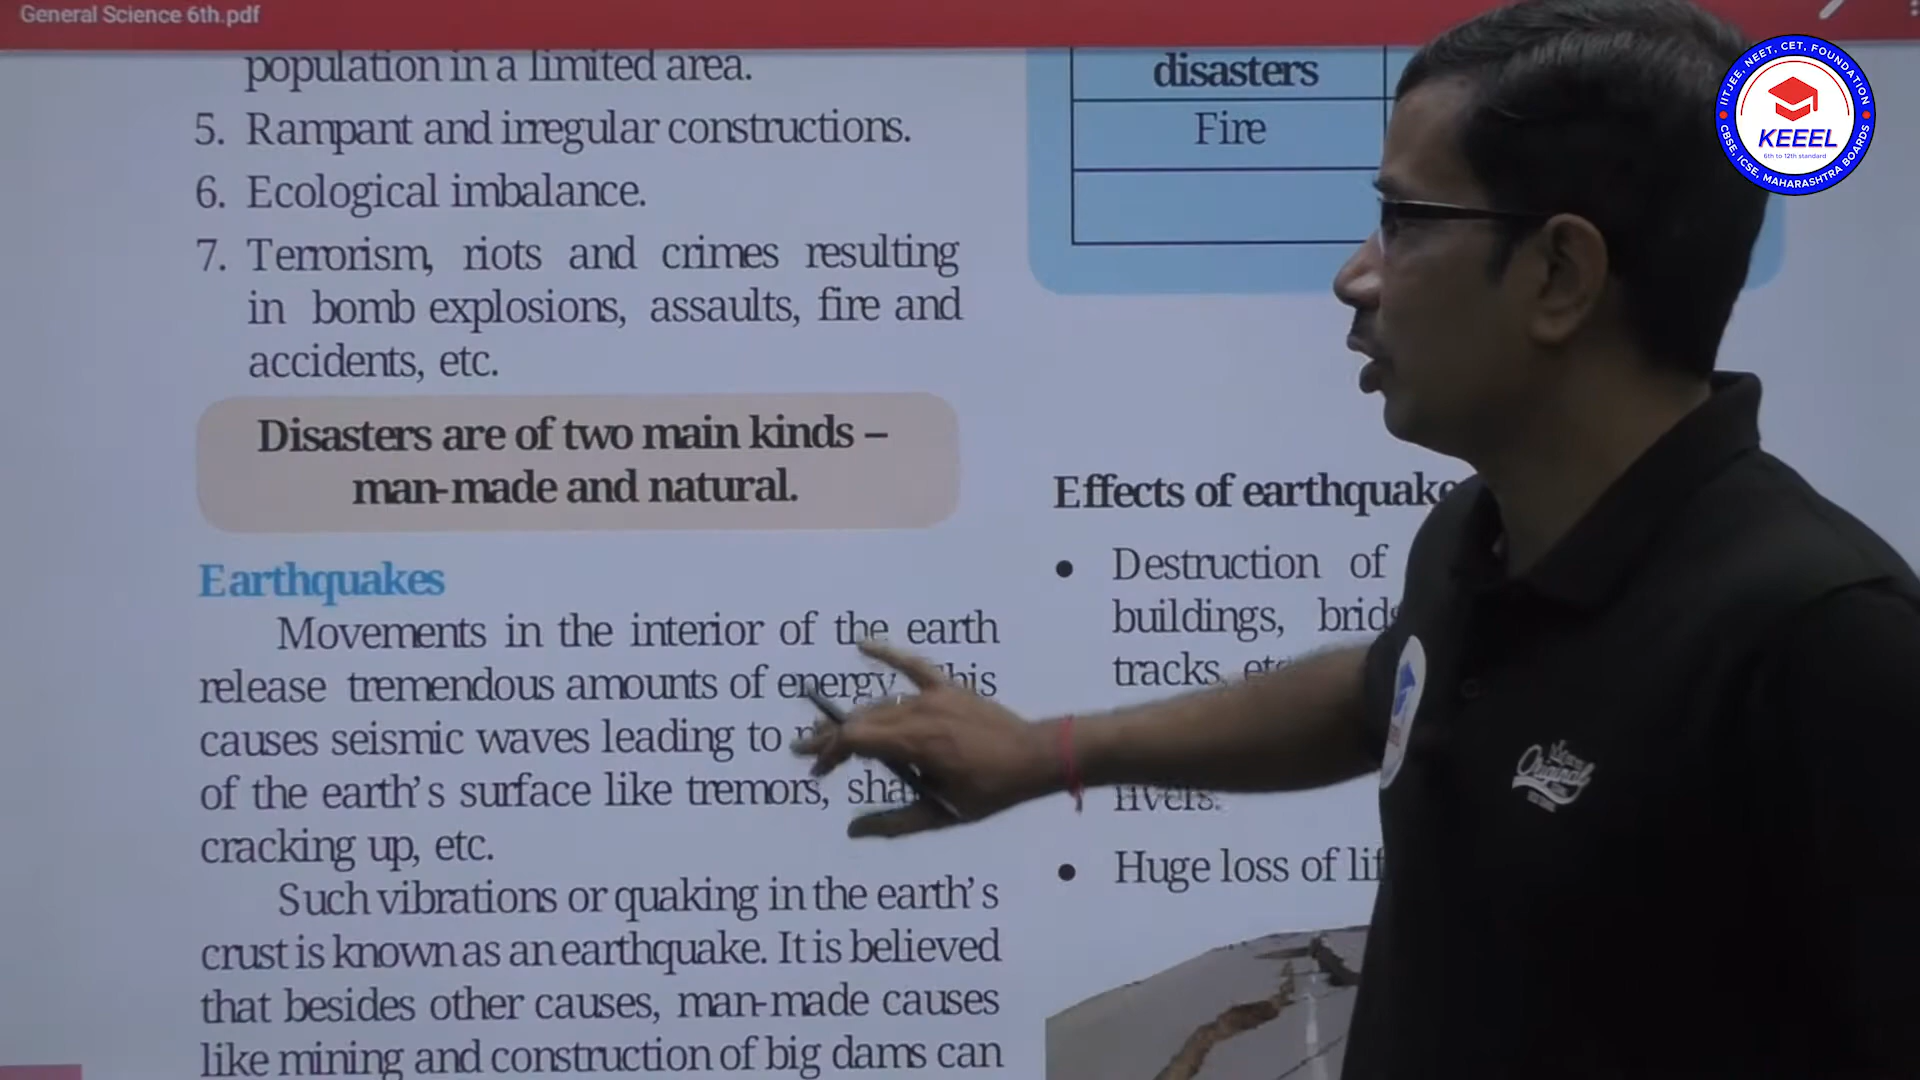 General Science 6th.pdf
population in a limited area.
5. Rampant and irregular constructions.
6. Ecological imbalance.
7. Terrorism, riots and crimes resulting
in bomb explosions, assaults, fire and
accidents, etc.
Disasters are of two main kinds –
man-made and natural.
Earthquakes
Movements in the interior of the earth
release tremendous amounts of energy
causes seismic waves leading to
of the earth's surface like tremors,
cracking up, etc.
Such vibrations or quaking in the earth's
crust is known as an earthquake. It is believed
that besides other causes, man-made causes
like mining and construction of big dams can
disasters
Fire
Effects of earthquake
• Destruction of
buildings,
tracks,
rivers.
• Huge loss of
IITJEE, NEET, CET, FOUNDATION
KEEEL
6th to 12th standard
CBSE, ICSE, MAHARASHTRA BOARDS
Original